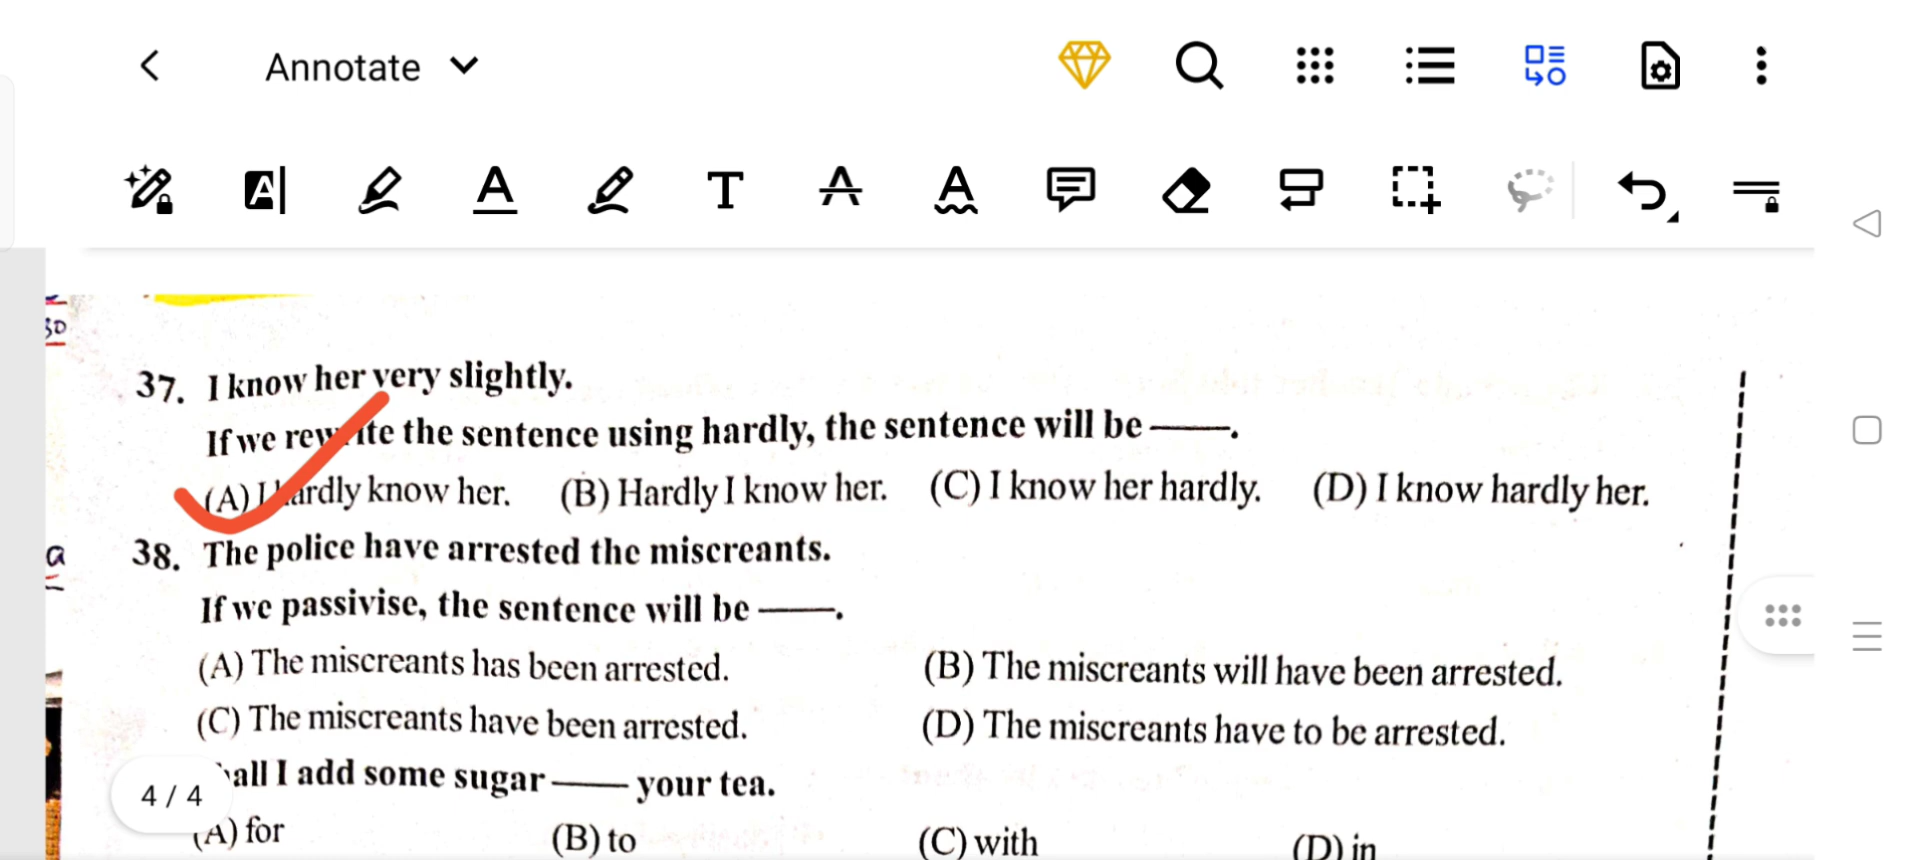 Annotate
30
37. I know her very slightly.
If we rewrite the sentence using hardly, the sentence will be ——.
(A) I hardly know her. (B) Hardly I know her. (C) I know her hardly. (D) I know hardly her.
a
38. The police have arrested the miscreants.
If we passivise, the sentence will be ——.
(A) The miscreants has been arrested. (B) The miscreants will have been arrested.
(C) The miscreants have been arrested. (D) The miscreants have to be arrested.
all I add some sugar —— your tea.
4 / 4
(A) for (B) to (C) with (D) in